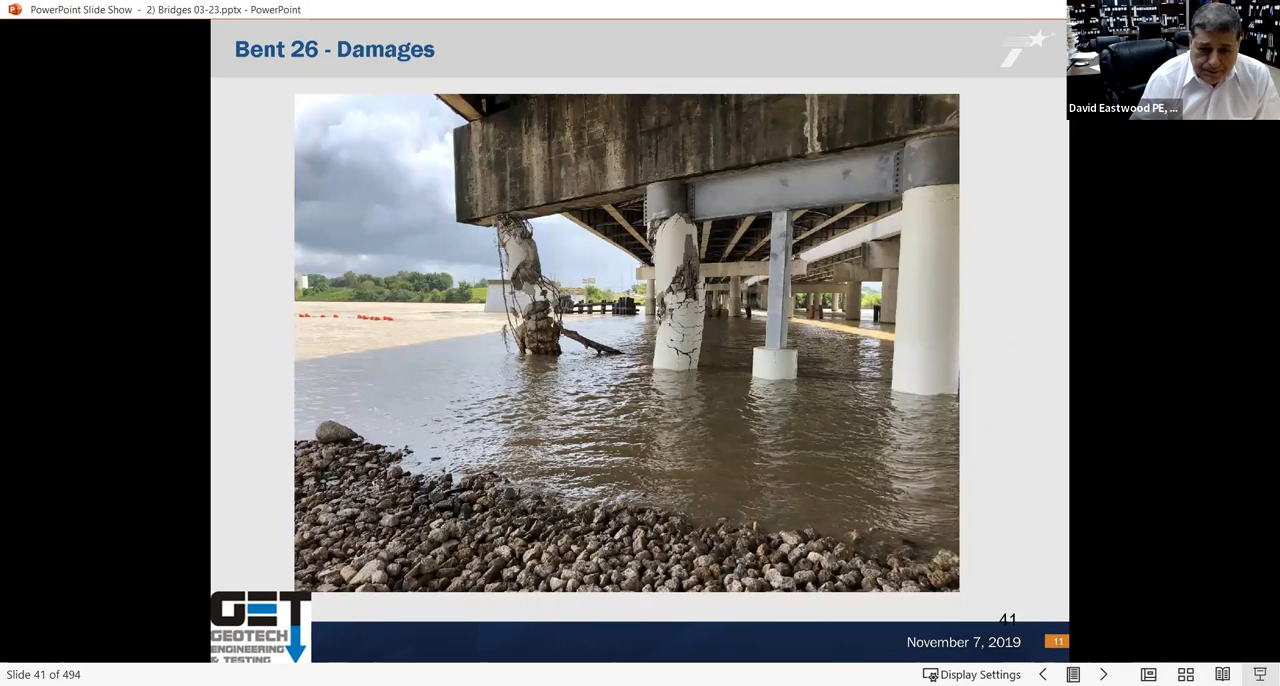 PowerPoint Slide Show - 2) Bridges 03-23.pptx - PowerPoint
Bent 26 - Damages
David Eastwood PE, ...
41
GET
GEOTECH
ENGINEERING
& TESTING
November 7, 2019
11
Slide 41 of 494
Display Settings